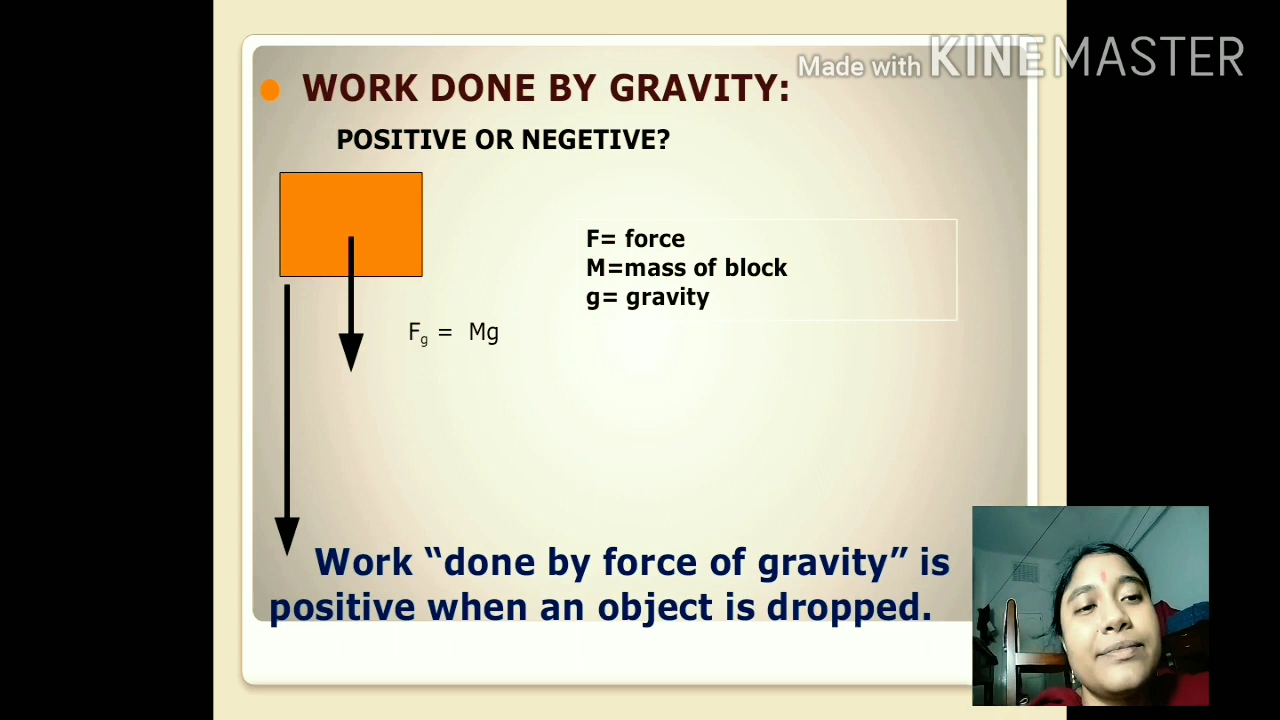 Made with KINEMASTER
WORK DONE BY GRAVITY:
POSITIVE OR NEGETIVE?
F= force
M=mass of block
g= gravity
Fg = Mg
Work “done by force of gravity” is
positive when an object is dropped.